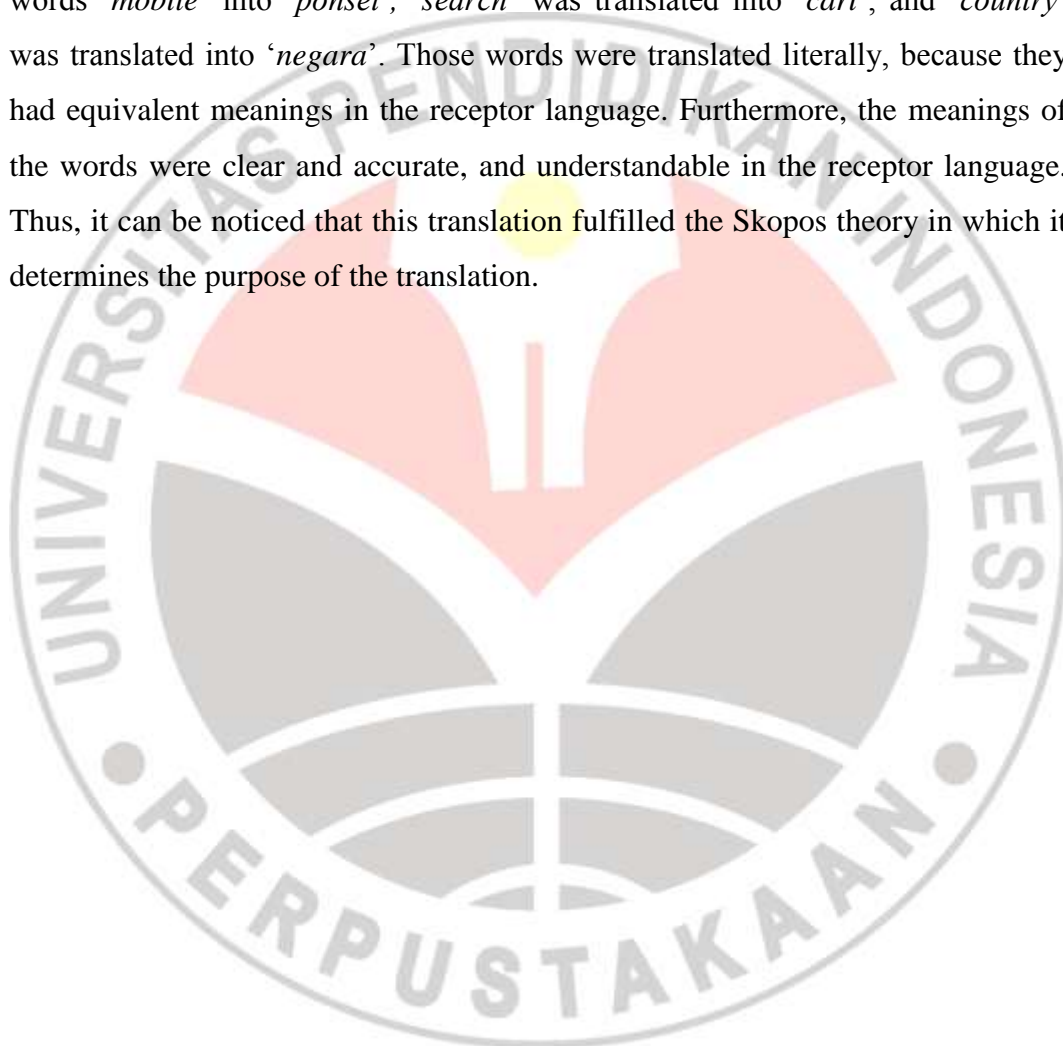 words ‘mobile’ into ‘ponsel’, ‘search’ was translated into ‘cari’, and ‘country’
was translated into ‘negara’. Those words were translated literally, because they
had equivalent meanings in the receptor language. Furthermore, the meanings of
the words were clear and accurate, and understandable in the receptor language.
Thus, it can be noticed that this translation fulfilled the Skopos theory in which it
determines the purpose of the translation.
UNIVERSITAS PENDIDIKAN INDONESIA
PERPUSTAKAAN